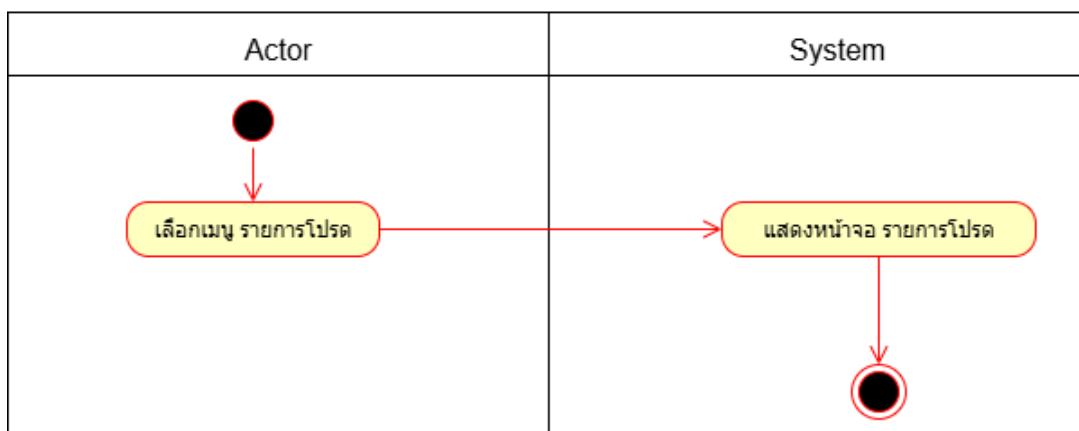 Actor
System
เลือกเมนู รายการโปรด
แสดงหน้าจอ รายการโปรด